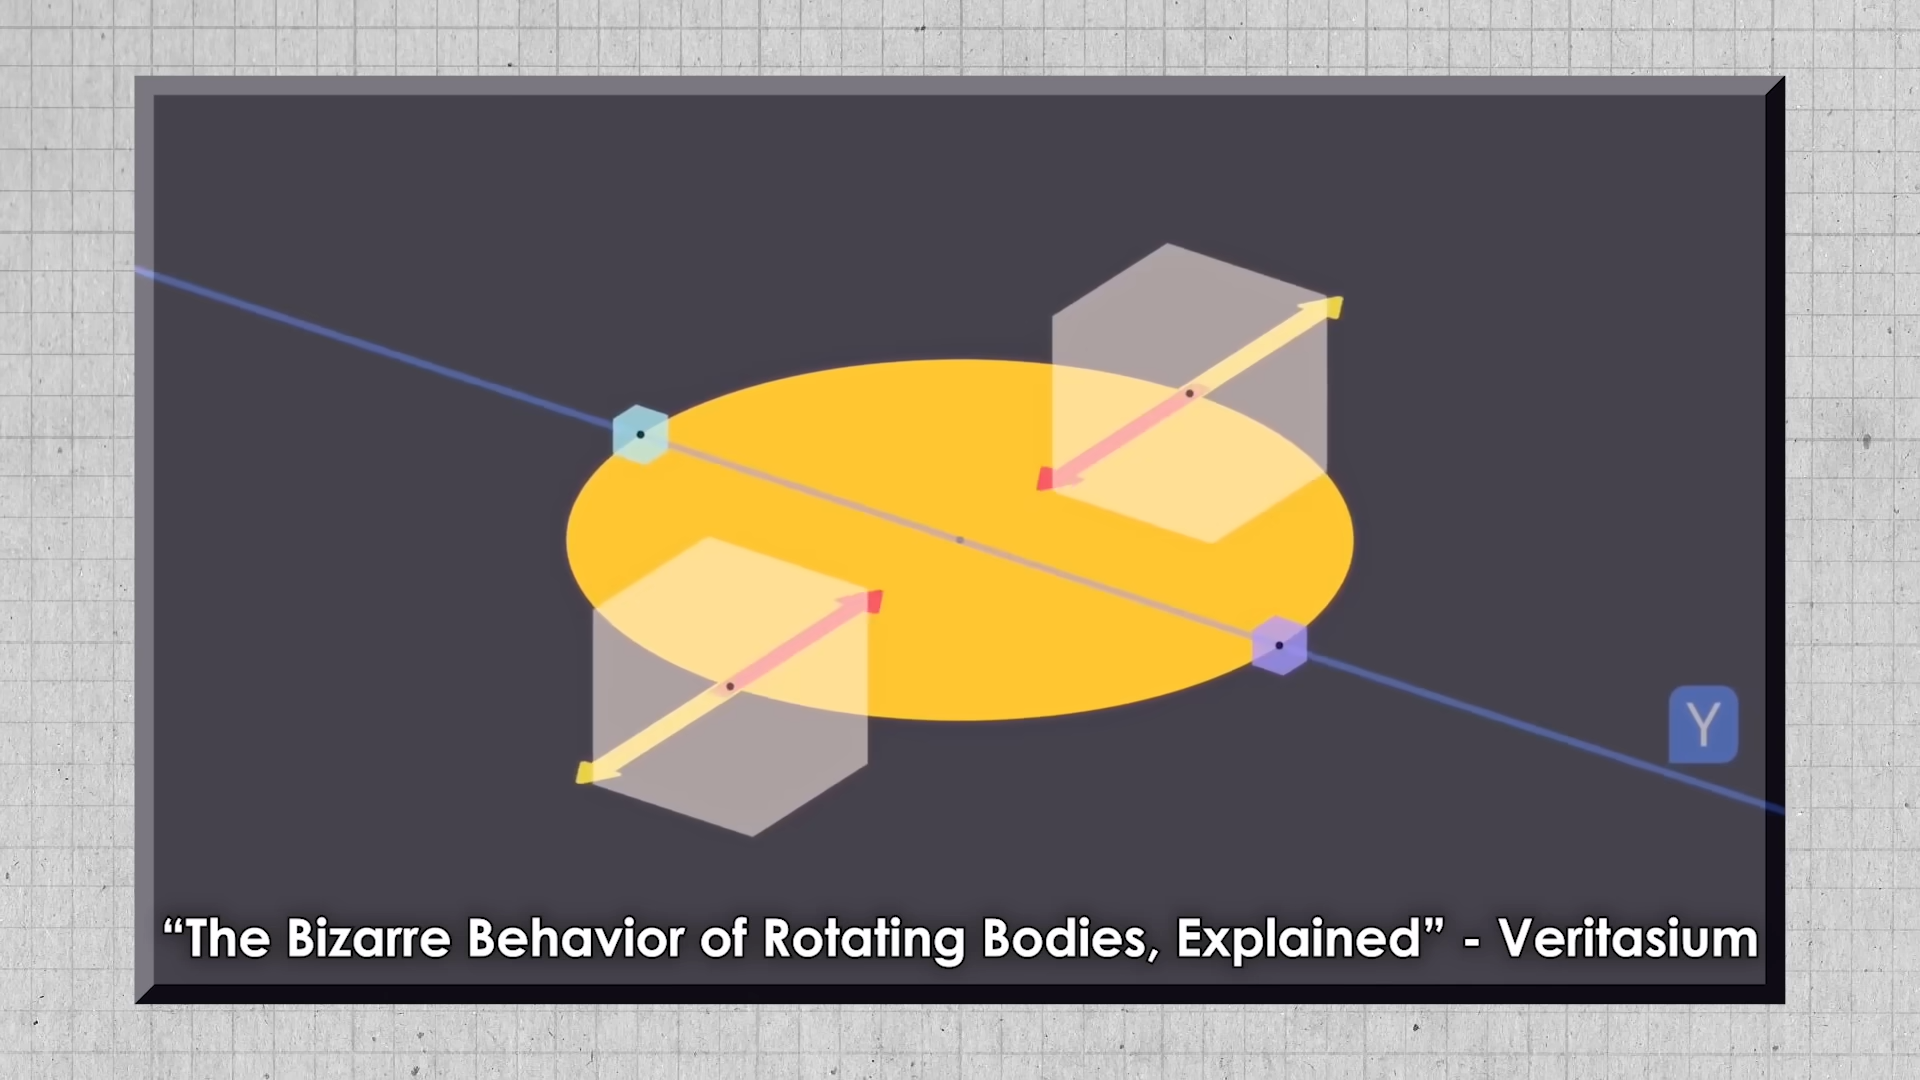 Y
“The Bizarre Behavior of Rotating Bodies, Explained” - Veritasium